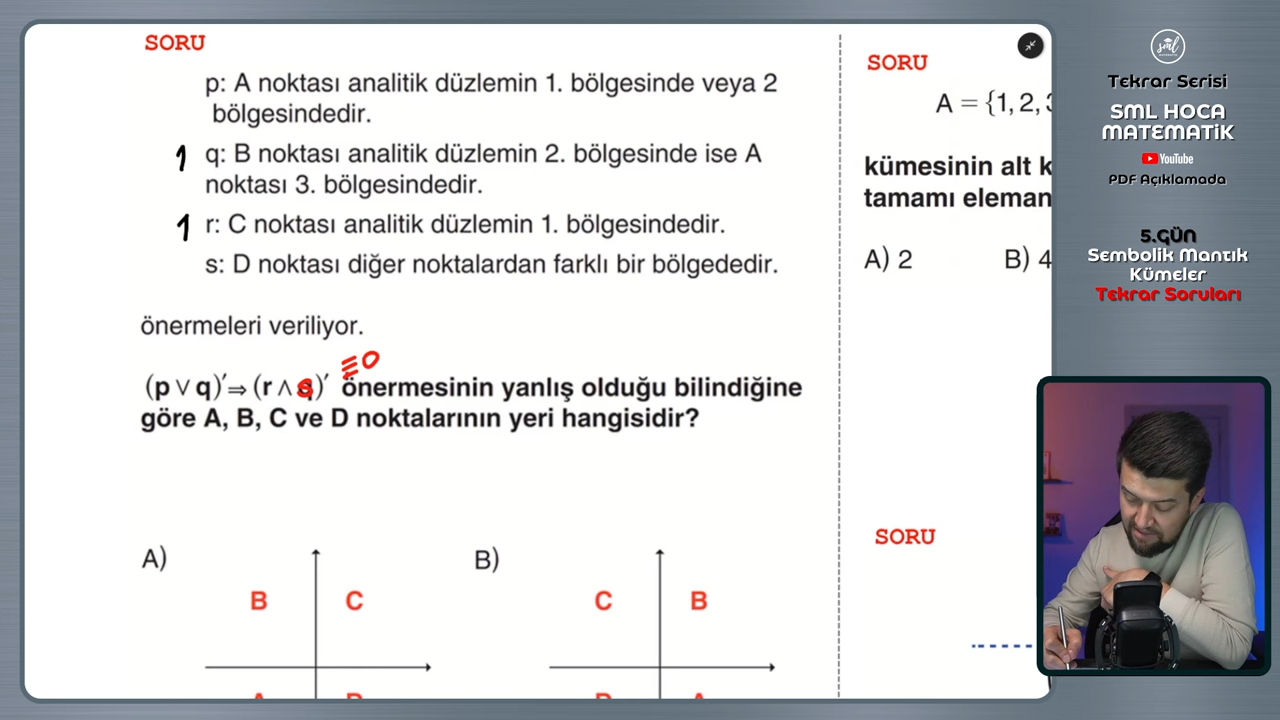 SORU
p: A noktası analitik düzlemin 1. bölgesinde veya 2
bölgesindedir.
1 q: B noktası analitik düzlemin 2. bölgesinde ise A
noktası 3. bölgesindedir.
1 r: C noktası analitik düzlemin 1. bölgesindedir.
s: D noktası diğer noktalardan farklı bir bölgededir.
önermeleri veriliyor.
≡0
(p ∨ q)′⇒ (r ∧ s)′ önermesinin yanlış olduğu bilindiğine
göre A, B, C ve D noktalarının yeri hangisidir?
A)
B C
B)
C B
SORU
A = {1, 2, 3
kümesinin alt k
tamamı eleman
A) 2 B) 4
SORU
sml
Tekrar Serisi
SML HOCA
MATEMATİK
YouTube
PDF Açıklamada
5.GÜN
Sembolik Mantık
Kümeler
Tekrar Soruları